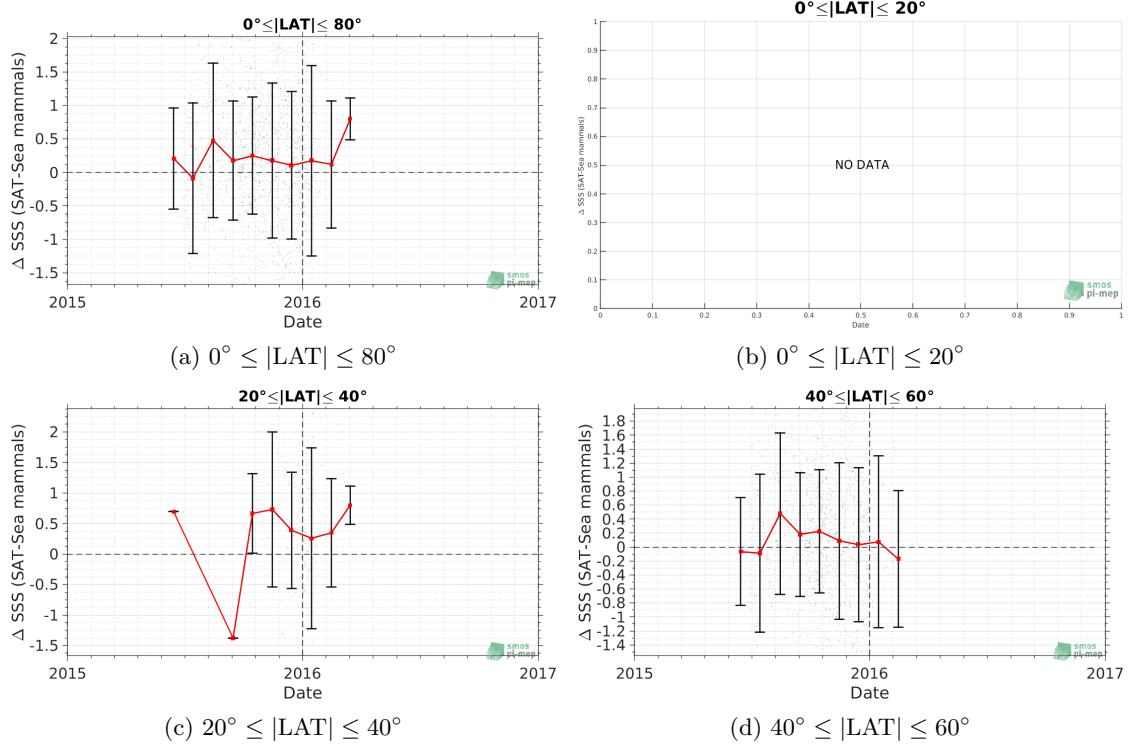 0°≤|LAT|≤ 80°
2
1.5
1
0.5
0
-0.5
-1
-1.5
Δ SSS (SAT-Sea mammals)
2015
2016
2017
Date
smos
pi-mep
(a) 0° ≤ |LAT| ≤ 80°
0°≤|LAT|≤ 20°
1
0.9
0.8
0.7
0.6
0.5
0.4
0.3
0.2
0.1
0
Δ SSS (SAT-Sea mammals)
NO DATA
0 0.1 0.2 0.3 0.4 0.5 0.6 0.7 0.8 0.9 1
Date
smos
pi-mep
(b) 0° ≤ |LAT| ≤ 20°
20°≤|LAT|≤ 40°
2
1.5
1
0.5
0
-0.5
-1
-1.5
Δ SSS (SAT-Sea mammals)
2015
2016
2017
Date
smos
pi-mep
(c) 20° ≤ |LAT| ≤ 40°
40°≤|LAT|≤ 60°
1.8
1.6
1.4
1.2
1
0.8
0.6
0.4
0.2
0
-0.2
-0.4
-0.6
-0.8
-1
-1.2
-1.4
Δ SSS (SAT-Sea mammals)
2015
2016
2017
Date
smos
pi-mep
(d) 40° ≤ |LAT| ≤ 60°